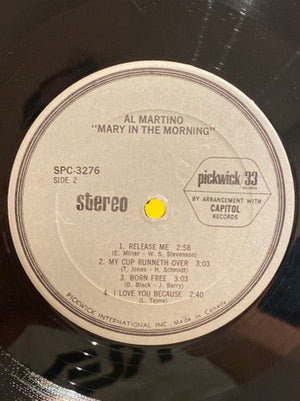 AL MARTINO
"MARY IN THE MORNING"
SPC-3276
SIDE 2
stereo
pickwick/33
RECORDS
BY ARRANGEMENT WITH
CAPITOL
RECORDS
1. RELEASE ME 2:58
(E. Miller - W. S. Stevenson)
2. MY CUP RUNNETH OVER 3:03
(T. Jones - H. Schmidt)
3. BORN FREE 3:03
(D. Black - J. Barry)
4. I LOVE YOU BECAUSE 2:40
(L. Tayne)
PICKWICK INTERNATIONAL INC. Made in Canada